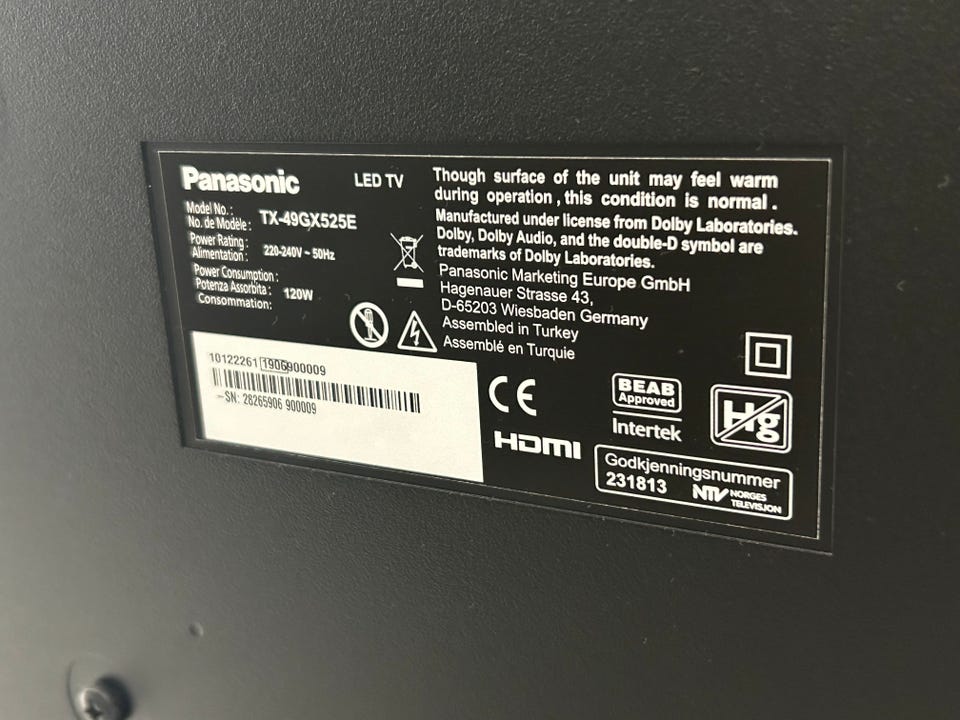 Panasonic
LED TV
Model No.:
No. de Modèle: TX-49GX525E
Power Rating:
Alimentation: 220-240V ~ 50Hz
Power Consumption:
Potenza Assorbita: 120W
Consommation:
Though surface of the unit may feel warm
during operation , this condition is normal .
Manufactured under license from Dolby Laboratories.
Dolby, Dolby Audio, and the double-D symbol are
trademarks of Dolby Laboratories.
Panasonic Marketing Europe GmbH
Hagenauer Strasse 43,
D-65203 Wiesbaden Germany
Assembled in Turkey
Assemblé en Turquie
10122261 1906900009
SN: 28265906 900009
CE
HDMI
BEAB
Approved
Intertek
Hg
Godkjenningsnummer
231813 NTV NORGES
TELEVISJON